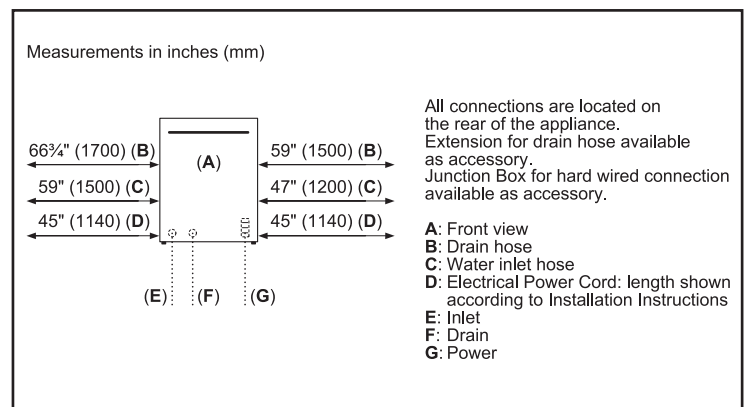 Measurements in inches (mm)
66¾" (1700) (B)
59" (1500) (B)
(A)
59" (1500) (C)
47" (1200) (C)
45" (1140) (D)
45" (1140) (D)
(E)
(F)
(G)
All connections are located on
the rear of the appliance.
Extension for drain hose available
as accessory.
Junction Box for hard wired connection
available as accessory.
A: Front view
B: Drain hose
C: Water inlet hose
D: Electrical Power Cord: length shown
according to Installation Instructions
E: Inlet
F: Drain
G: Power